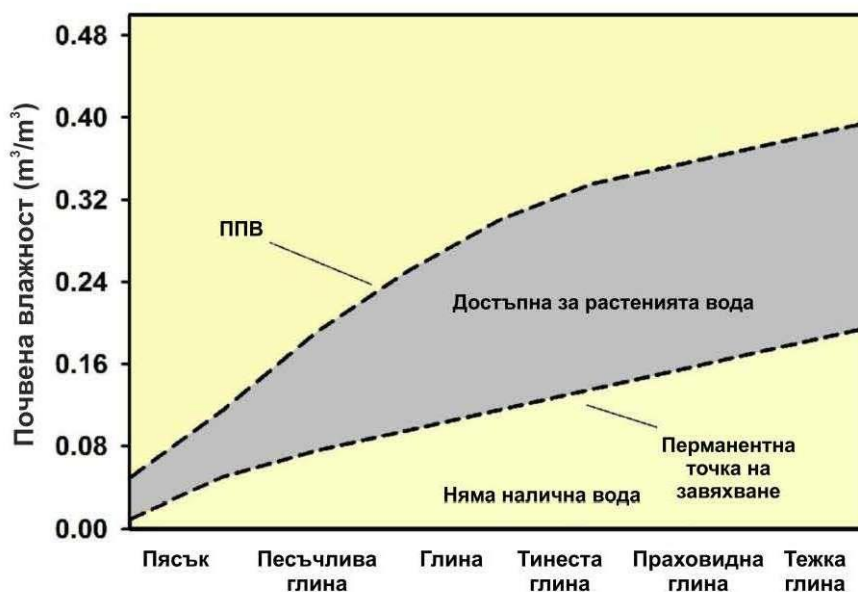 Почвена влажност (m³/m³)
0.48
0.40
0.32
0.24
0.16
0.08
0.00
ППВ
Достъпна за растенията вода
Перманентна
точка на
завяхване
Няма налична вода
Пясък
Песъчлива
глина
Глина
Тинеста
глина
Праховидна
глина
Тежка
глина